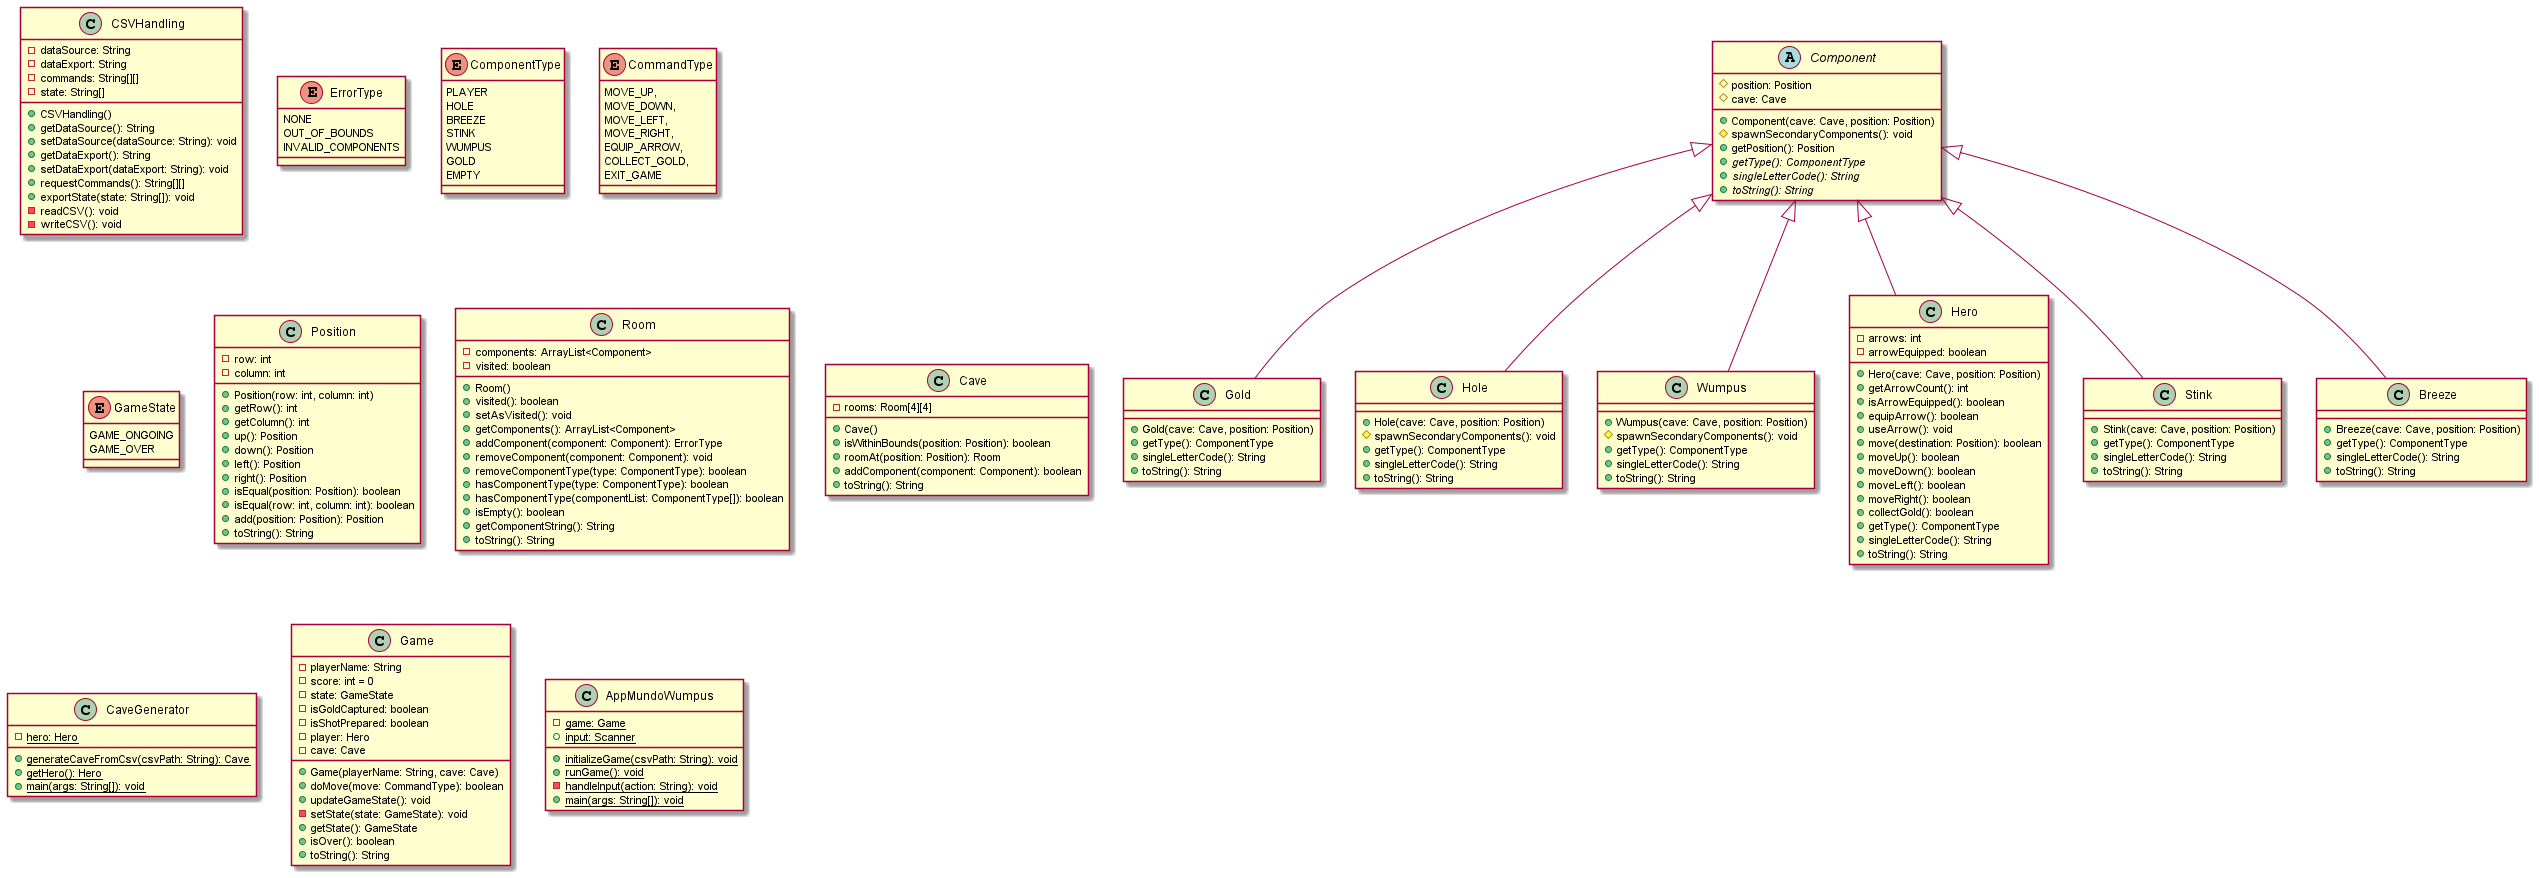 C CSVHandling
dataSource: String
dataExport: String
commands: String[][]
state: String[]
CSVHandling()
getDataSource(): String
setDataSource(dataSource: String): void
getDataExport(): String
setDataExport(dataExport: String): void
requestCommands(): String[][]
exportState(state: String[]): void
readCSV(): void
writeCSV(): void
E ErrorType
NONE
OUT_OF_BOUNDS
INVALID_COMPONENTS
E ComponentType
PLAYER
HOLE
BREEZE
STINK
WUMPUS
GOLD
EMPTY
E CommandType
MOVE_UP,
MOVE_DOWN,
MOVE_LEFT,
MOVE_RIGHT,
EQUIP_ARROW,
COLLECT_GOLD,
EXIT_GAME
A Component
position: Position
cave: Cave
Component(cave: Cave, position: Position)
spawnSecondaryComponents(): void
getPosition(): Position
getType(): ComponentType
singleLetterCode(): String
toString(): String
E GameState
GAME_ONGOING
GAME_OVER
C Position
row: int
column: int
Position(row: int, column: int)
getRow(): int
getColumn(): int
up(): Position
down(): Position
left(): Position
right(): Position
isEqual(position: Position): boolean
isEqual(row: int, column: int): boolean
add(position: Position): Position
toString(): String
C Room
components: ArrayList<Component>
visited: boolean
Room()
visited(): boolean
setAsVisited(): void
getComponents(): ArrayList<Component>
addComponent(component: Component): ErrorType
removeComponent(component: Component): void
removeComponentType(type: ComponentType): boolean
hasComponentType(type: ComponentType): boolean
hasComponentType(componentList: ComponentType[]): boolean
isEmpty(): boolean
getComponentString(): String
toString(): String
C Cave
rooms: Room[4][4]
Cave()
isWithinBounds(position: Position): boolean
roomAt(position: Position): Room
addComponent(component: Component): boolean
toString(): String
C Gold
Gold(cave: Cave, position: Position)
getType(): ComponentType
singleLetterCode(): String
toString(): String
C Hole
Hole(cave: Cave, position: Position)
spawnSecondaryComponents(): void
getType(): ComponentType
singleLetterCode(): String
toString(): String
C Wumpus
Wumpus(cave: Cave, position: Position)
spawnSecondaryComponents(): void
getType(): ComponentType
singleLetterCode(): String
toString(): String
C Hero
arrows: int
arrowEquipped: boolean
Hero(cave: Cave, position: Position)
getArrowCount(): int
isArrowEquipped(): boolean
equipArrow(): boolean
useArrow(): void
move(destination: Position): boolean
moveUp(): boolean
moveDown(): boolean
moveLeft(): boolean
moveRight(): boolean
collectGold(): boolean
getType(): ComponentType
singleLetterCode(): String
toString(): String
C Stink
Stink(cave: Cave, position: Position)
getType(): ComponentType
singleLetterCode(): String
toString(): String
C Breeze
Breeze(cave: Cave, position: Position)
getType(): ComponentType
singleLetterCode(): String
toString(): String
C CaveGenerator
hero: Hero
generateCaveFromCsv(csvPath: String): Cave
getHero(): Hero
main(args: String[]): void
C Game
playerName: String
score: int = 0
state: GameState
isGoldCaptured: boolean
isShotPrepared: boolean
player: Hero
cave: Cave
Game(playerName: String, cave: Cave)
doMove(move: CommandType): boolean
updateGameState(): void
setState(state: GameState): void
getState(): GameState
isOver(): boolean
toString(): String
C AppMundoWumpus
game: Game
input: Scanner
initializeGame(csvPath: String): void
runGame(): void
handleInput(action: String): void
main(args: String[]): void